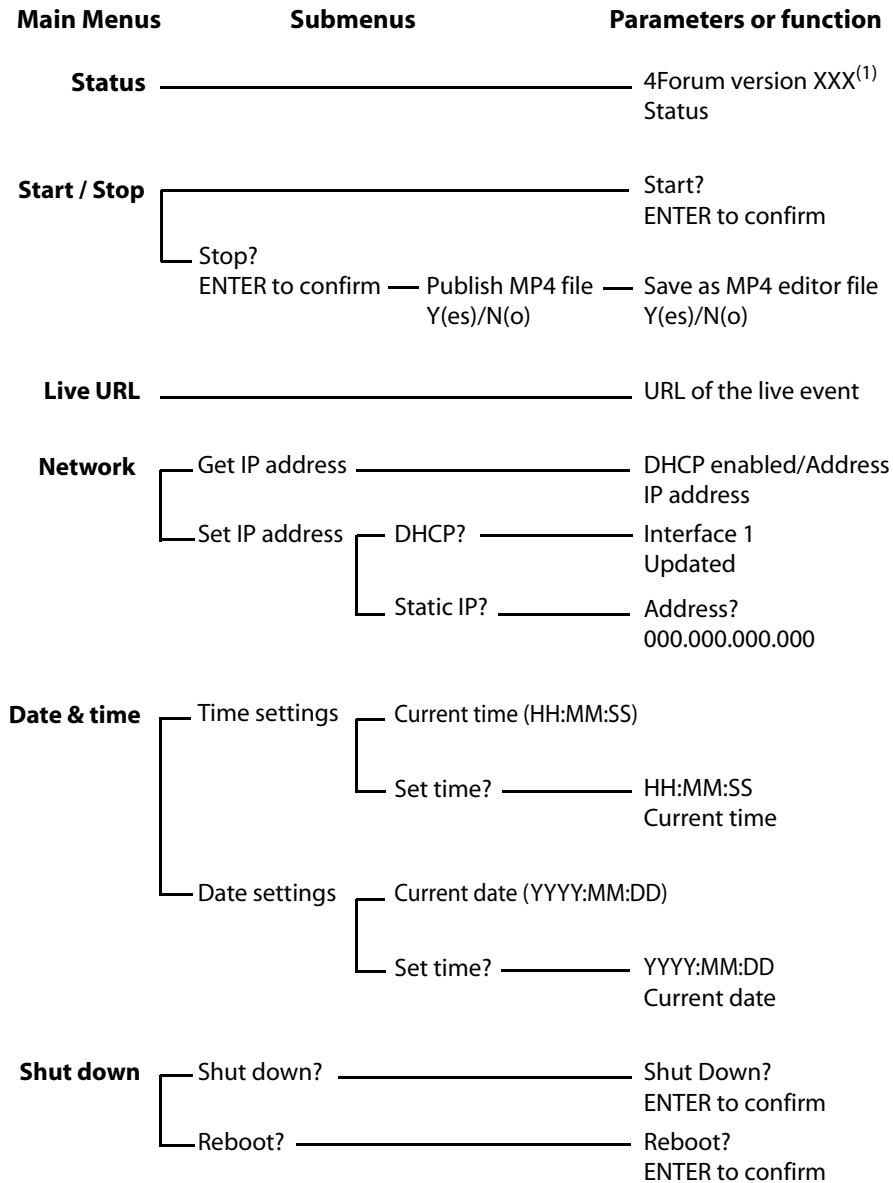 Main Menus Submenus Parameters or function
Status 4Forum version XXX(1)
Status
Start / Stop Start?
ENTER to confirm
Stop?
ENTER to confirm Publish MP4 file Save as MP4 editor file
Y(es)/N(o) Y(es)/N(o)
Live URL URL of the live event
Network Get IP address DHCP enabled/Address
IP address
Set IP address DHCP? Interface 1
Updated
Static IP? Address?
000.000.000.000
Date & time Time settings Current time (HH:MM:SS)
Set time? HH:MM:SS
Current time
Date settings Current date (YYYY:MM:DD)
Set time? YYYY:MM:DD
Current date
Shut down Shut down? Shut Down?
ENTER to confirm
Reboot? Reboot?
ENTER to confirm